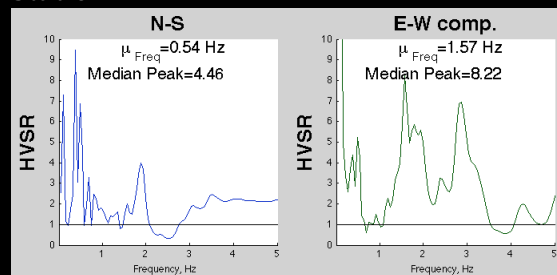 N-S
μ Freq=0.54 Hz
Median Peak=4.46
HVSR
10
9
8
7
6
5
4
3
2
1
0
1 2 3 4 5
Frequency, Hz
E-W comp.
μ Freq=1.57 Hz
Median Peak=8.22
HVSR
10
9
8
7
6
5
4
3
2
1
0
1 2 3 4 5
Frequency, Hz